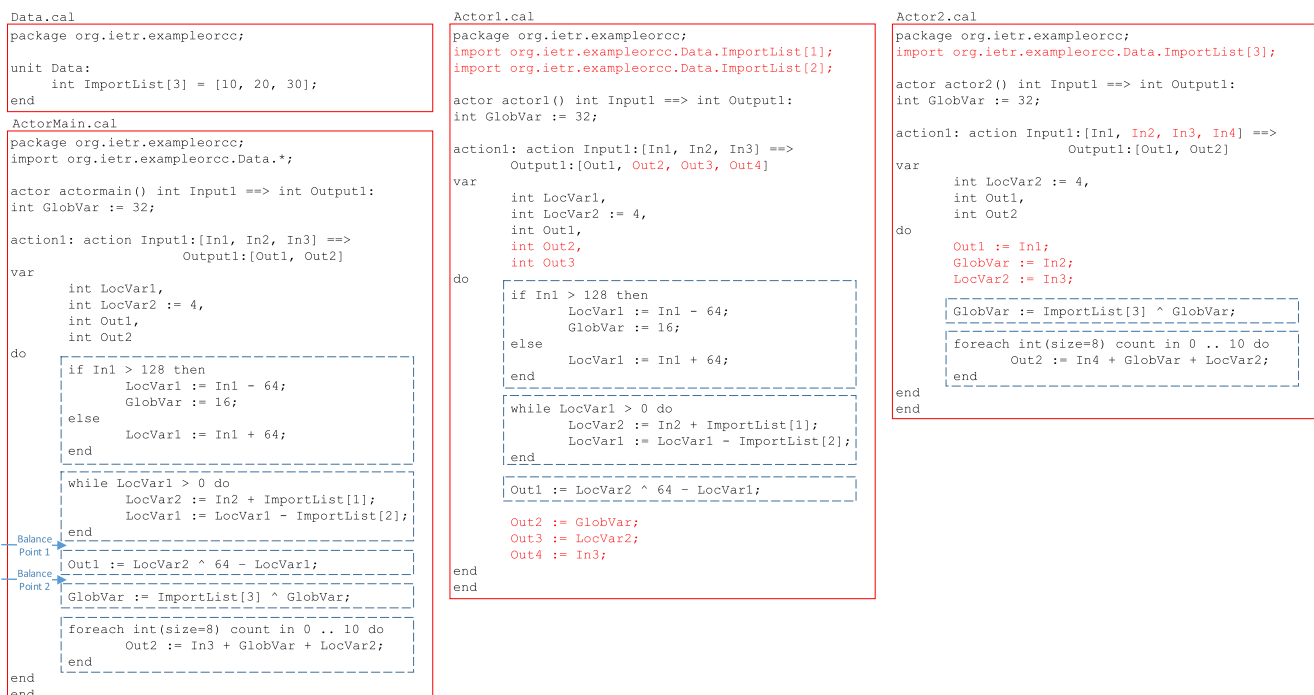 Data.cal
package org.ietr.exampleorcc;
unit Data:
int ImportList[3] = [10, 20, 30];
end
ActorMain.cal
package org.ietr.exampleorcc;
import org.ietr.exampleorcc.Data.*;
actor actormain() int Input1 ==> int Output1:
int GlobVar := 32;
action1: action Input1:[In1, In2, In3] ==>
Output1:[Out1, Out2]
var
int LocVar1,
int LocVar2 := 4,
int Out1,
int Out2
do
if In1 > 128 then
LocVar1 := In1 - 64;
GlobVar := 16;
else
LocVar1 := In1 + 64;
end
while LocVar1 > 0 do
LocVar2 := In2 + ImportList[1];
LocVar1 := LocVar1 - ImportList[2];
end
Balance
Point 1
Out1 := LocVar2 ^ 64 - LocVar1;
Balance
Point 2
GlobVar := ImportList[3] ^ GlobVar;
foreach int(size=8) count in 0 .. 10 do
Out2 := In3 + GlobVar + LocVar2;
end
end
end
Actor1.cal
package org.ietr.exampleorcc;
import org.ietr.exampleorcc.Data.ImportList[1];
import org.ietr.exampleorcc.Data.ImportList[2];
actor actor1() int Input1 ==> int Output1:
int GlobVar := 32;
action1: action Input1:[In1, In2, In3] ==>
Output1:[Out1, Out2, Out3, Out4]
var
int LocVar1,
int LocVar2 := 4,
int Out1,
int Out2,
int Out3
do
if In1 > 128 then
LocVar1 := In1 - 64;
GlobVar := 16;
else
LocVar1 := In1 + 64;
end
while LocVar1 > 0 do
LocVar2 := In2 + ImportList[1];
LocVar1 := LocVar1 - ImportList[2];
end
Out1 := LocVar2 ^ 64 - LocVar1;
Out2 := GlobVar;
Out3 := LocVar2;
Out4 := In3;
end
end
Actor2.cal
package org.ietr.exampleorcc;
import org.ietr.exampleorcc.Data.ImportList[3];
actor actor2() int Input1 ==> int Output1:
int GlobVar := 32;
action1: action Input1:[In1, In2, In3, In4] ==>
Output1:[Out1, Out2]
var
int LocVar2 := 4,
int Out1,
int Out2
do
Out1 := In1;
GlobVar := In2;
LocVar2 := In3;
GlobVar := ImportList[3] ^ GlobVar;
foreach int(size=8) count in 0 .. 10 do
Out2 := In4 + GlobVar + LocVar2;
end
end
end